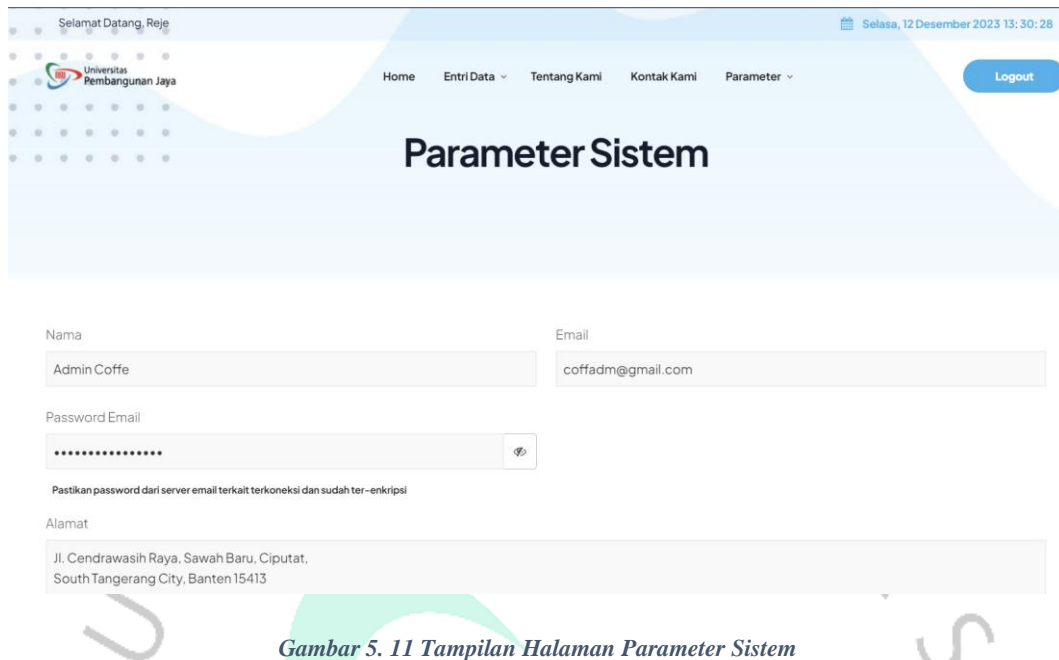 Selamat Datang, Reje
Selasa, 12 Desember 2023 13:30:28
Universitas
Pembangunan Jaya
Home Entri Data Tentang Kami Kontak Kami Parameter Logout
Parameter Sistem
Nama Email
Admin Coffe coffadm@gmail.com
Password Email
••••••••••••••••
Pastikan password dari server email terkait terkoneksi dan sudah ter-enkripsi
Alamat
Jl. Cendrawasih Raya, Sawah Baru, Ciputat,
South Tangerang City, Banten 15413
Gambar 5. 11 Tampilan Halaman Parameter Sistem